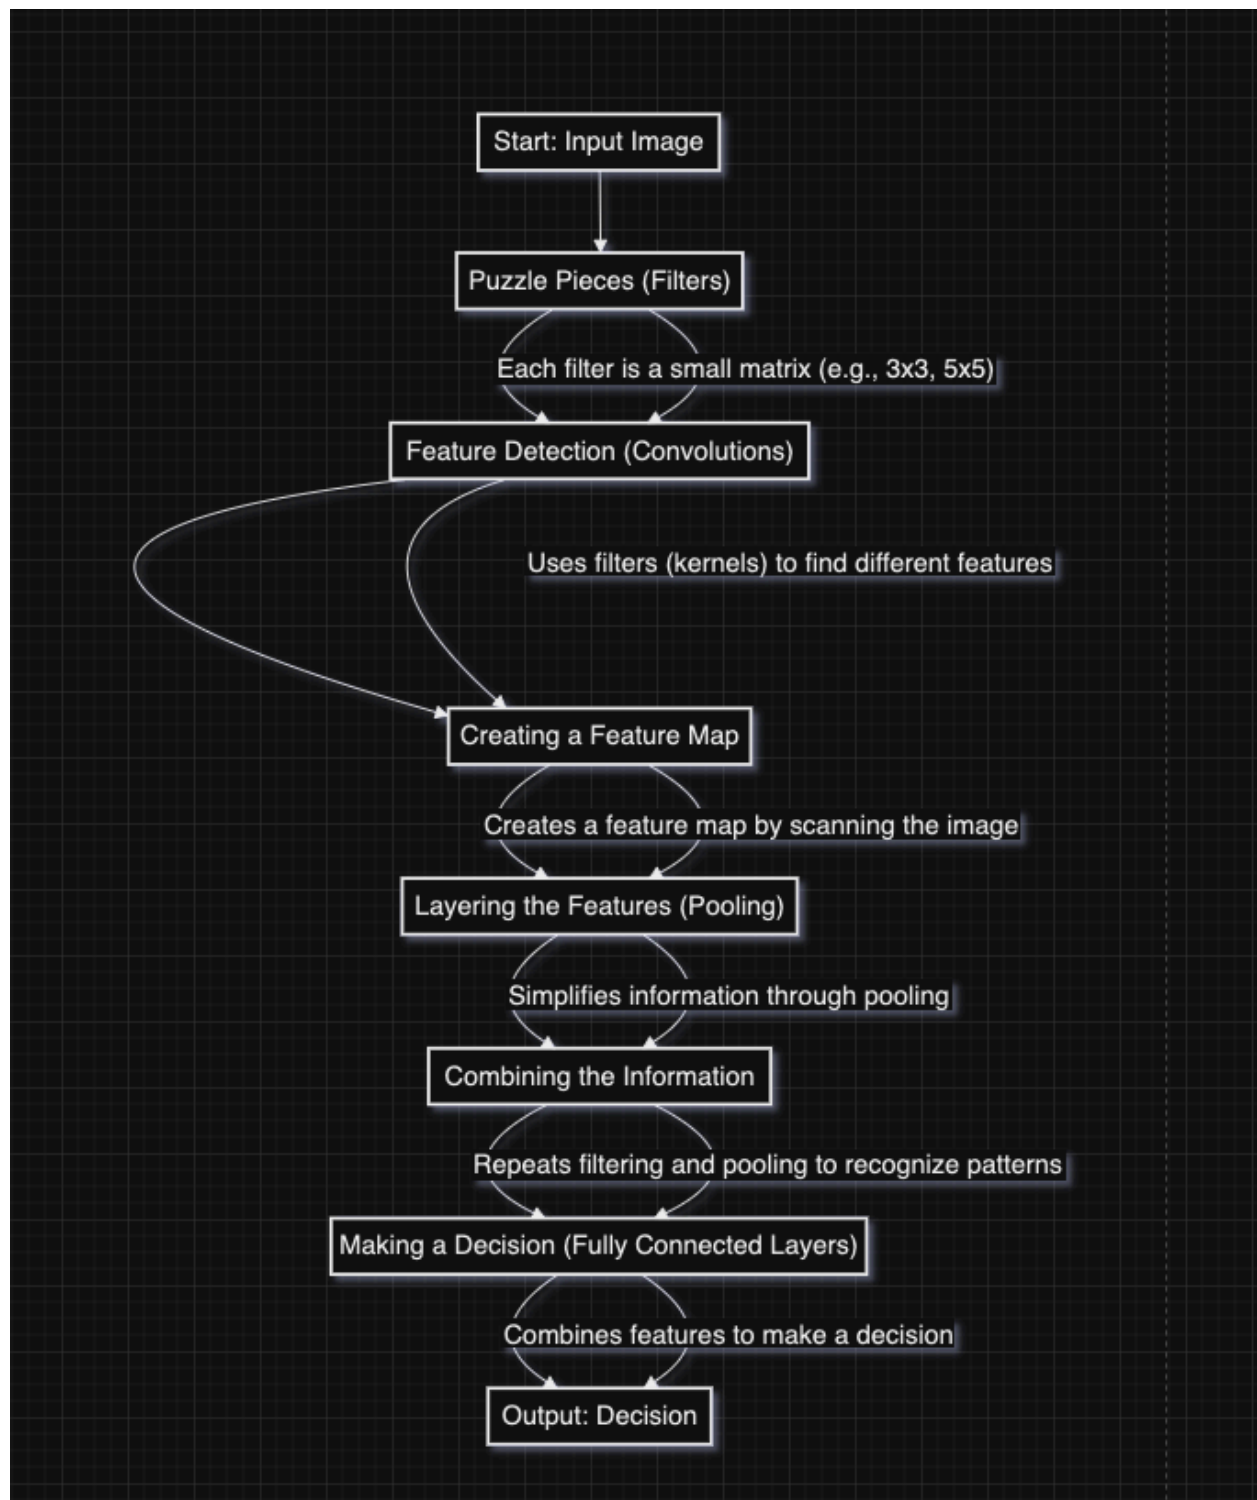 Start: Input Image
Puzzle Pieces (Filters)
Each filter is a small matrix (e.g., 3x3, 5x5)
Feature Detection (Convolutions)
Uses filters (kernels) to find different features
Creating a Feature Map
Creates a feature map by scanning the image
Layering the Features (Pooling)
Simplifies information through pooling
Combining the Information
Repeats filtering and pooling to recognize patterns
Making a Decision (Fully Connected Layers)
Combines features to make a decision
Output: Decision